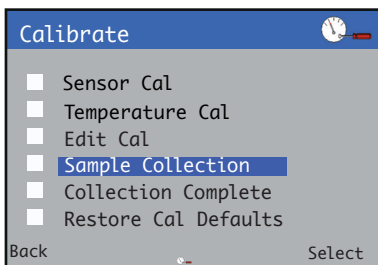 Calibrate
Sensor Cal
Temperature Cal
Edit Cal
Sample Collection
Collection Complete
Restore Cal Defaults
Back Select